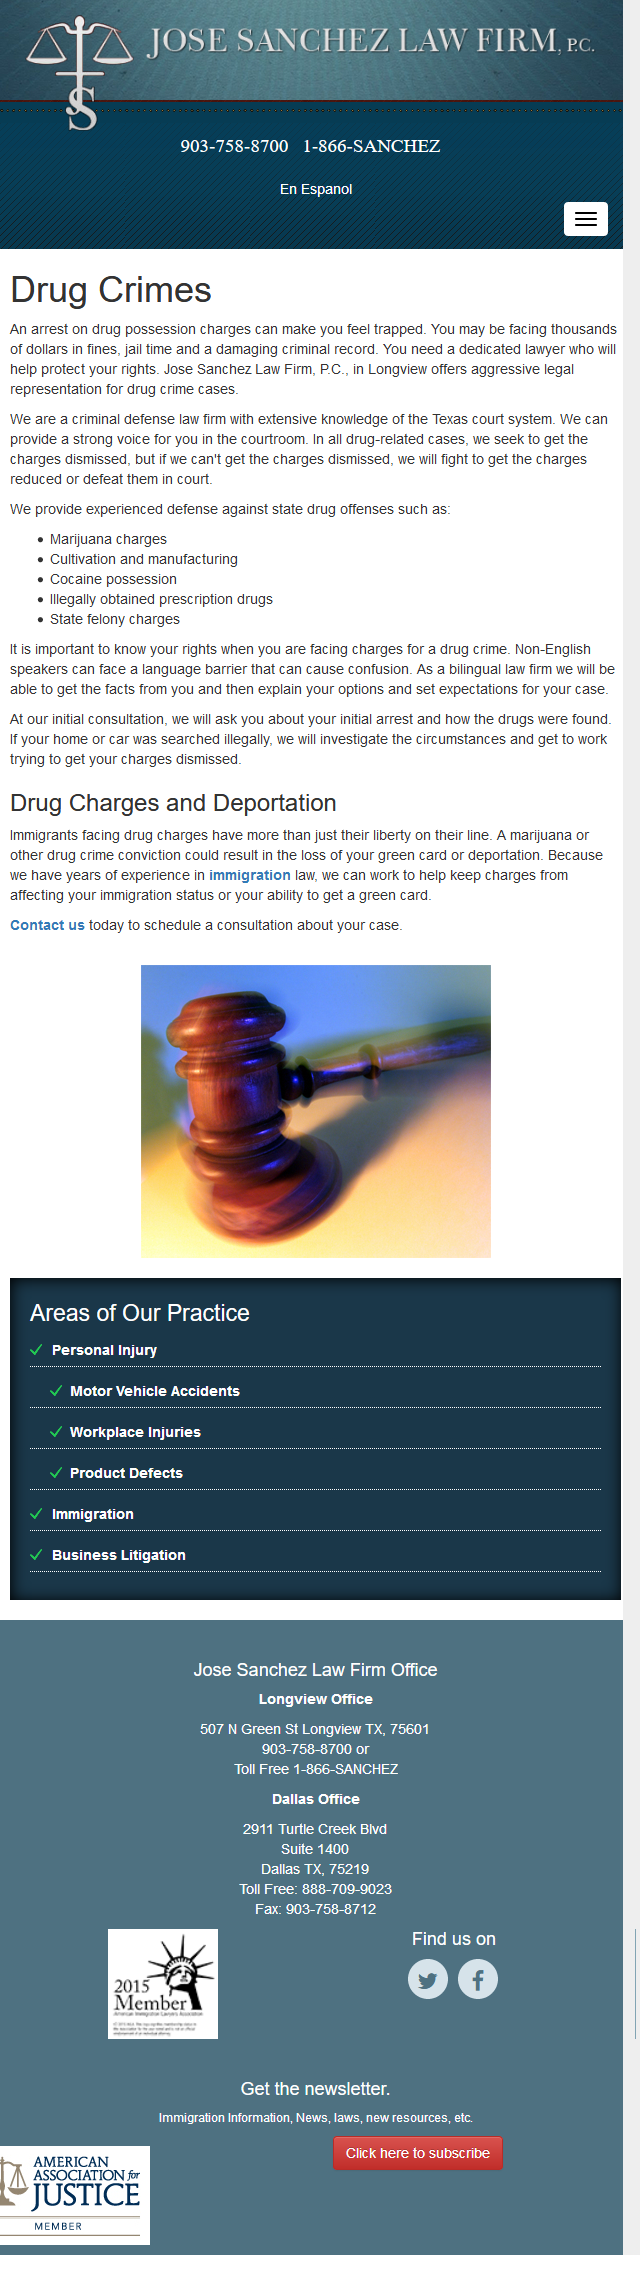 JOSE SANCHEZ LAW FIRM, P.C.
903-758-8700 1-866-SANCHEZ
En Espanol
Drug Crimes
An arrest on drug possession charges can make you feel trapped. You may be facing thousands
of dollars in fines, jail time and a damaging criminal record. You need a dedicated lawyer who will
help protect your rights. Jose Sanchez Law Firm, P.C., in Longview offers aggressive legal
representation for drug crime cases.
We are a criminal defense law firm with extensive knowledge of the Texas court system. We can
provide a strong voice for you in the courtroom. In all drug-related cases, we seek to get the
charges dismissed, but if we can't get the charges dismissed, we will fight to get the charges
reduced or defeat them in court.
We provide experienced defense against state drug offenses such as:
Marijuana charges
Cultivation and manufacturing
Cocaine possession
Illegally obtained prescription drugs
State felony charges
It is important to know your rights when you are facing charges for a drug crime. Non-English
speakers can face a language barrier that can cause confusion. As a bilingual law firm we will be
able to get the facts from you and then explain your options and set expectations for your case.
At our initial consultation, we will ask you about your initial arrest and how the drugs were found.
If your home or car was searched illegally, we will investigate the circumstances and get to work
trying to get your charges dismissed.
Drug Charges and Deportation
Immigrants facing drug charges have more than just their liberty on their line. A marijuana or
other drug crime conviction could result in the loss of your green card or deportation. Because
we have years of experience in immigration law, we can work to help keep charges from
affecting your immigration status or your ability to get a green card.
Contact us today to schedule a consultation about your case.
Areas of Our Practice
Personal Injury
Motor Vehicle Accidents
Workplace Injuries
Product Defects
Immigration
Business Litigation
Jose Sanchez Law Firm Office
Longview Office
507 N Green St Longview TX, 75601
903-758-8700 or
Toll Free 1-866-SANCHEZ
Dallas Office
2911 Turtle Creek Blvd
Suite 1400
Dallas TX, 75219
Toll Free: 888-709-9023
Fax: 903-758-8712
2015
Member
American Immigration Lawyers Association
Find us on
Get the newsletter.
Immigration Information, News, laws, new resources, etc.
Click here to subscribe
AMERICAN
ASSOCIATION for
JUSTICE
MEMBER